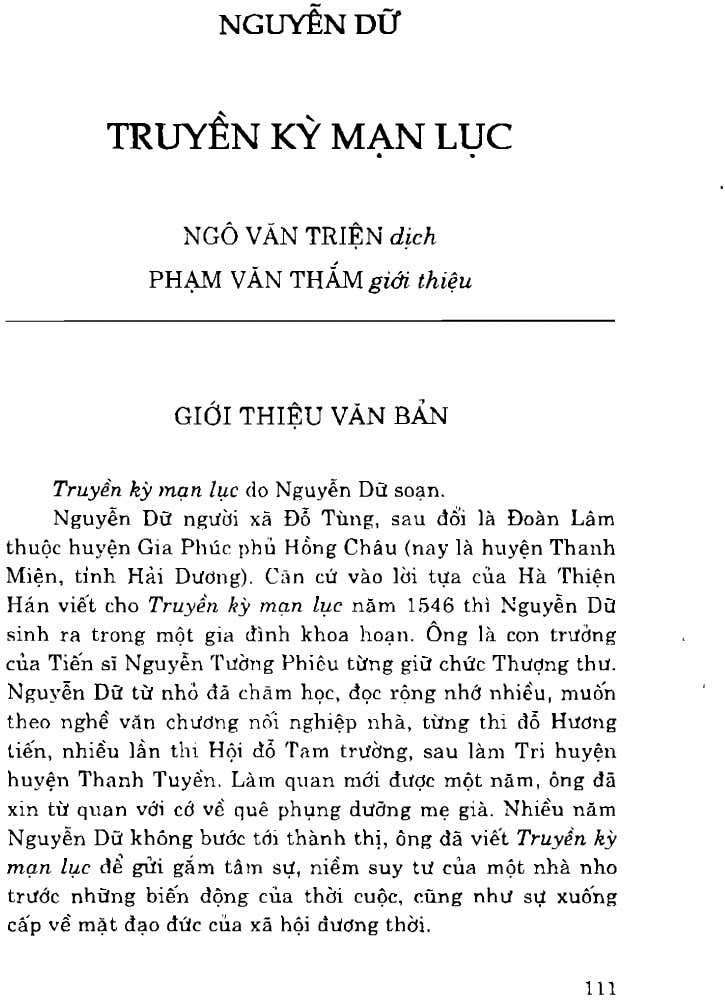 NGUYỄN DỮ
TRUYỀN KỲ MẠN LỤC
NGÔ VĂN TRIỆN dịch
PHẠM VĂN THẮM giới thiệu
GIỚI THIỆU VĂN BẢN
Truyền kỳ mạn lục do Nguyễn Dữ soạn.
Nguyễn Dữ người xã Đỗ Tùng, sau đổi là Đoàn Lâm
thuộc huyện Gia Phúc phủ Hồng Châu (nay là huyện Thanh
Miện, tỉnh Hải Dương). Căn cứ vào lời tựa của Hà Thiện
Hán viết cho Truyền kỳ mạn lục năm 1546 thì Nguyễn Dữ
sinh ra trong một gia đình khoa hoạn. Ông là con trưởng
của Tiến sĩ Nguyễn Tường Phiêu từng giữ chức Thượng thư.
Nguyễn Dữ từ nhỏ đã chăm học, đọc rộng nhớ nhiều, muốn
theo nghề văn chương nối nghiệp nhà, từng thi đỗ Hương
tiến, nhiều lần thi Hội đỗ Tam trường, sau làm Tri huyện
huyện Thanh Tuyền. Làm quan mới được một năm, ông đã
xin từ quan với cớ về quê phụng dưỡng mẹ già. Nhiều năm
Nguyễn Dữ không bước tới thành thị, ông đã viết Truyền kỳ
mạn lục để gửi gắm tâm sự, niềm suy tư của một nhà nho
trước những biến động của thời cuộc, cũng như sự xuống
cấp về mặt đạo đức của xã hội đương thời.
111